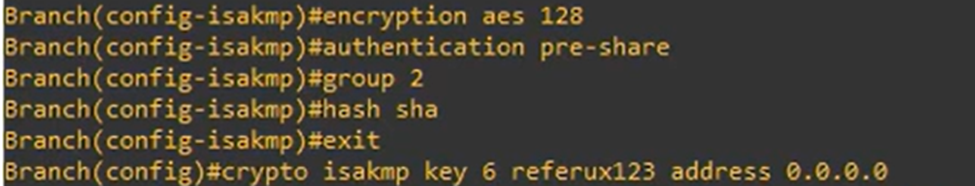 Branch(config-isakmp)#encryption aes 128
Branch(config-isakmp)#authentication pre-share
Branch(config-isakmp)#group 2
Branch(config-isakmp)#hash sha
Branch(config-isakmp)#exit
Branch(config)#crypto isakmp key 6 referux123 address 0.0.0.0